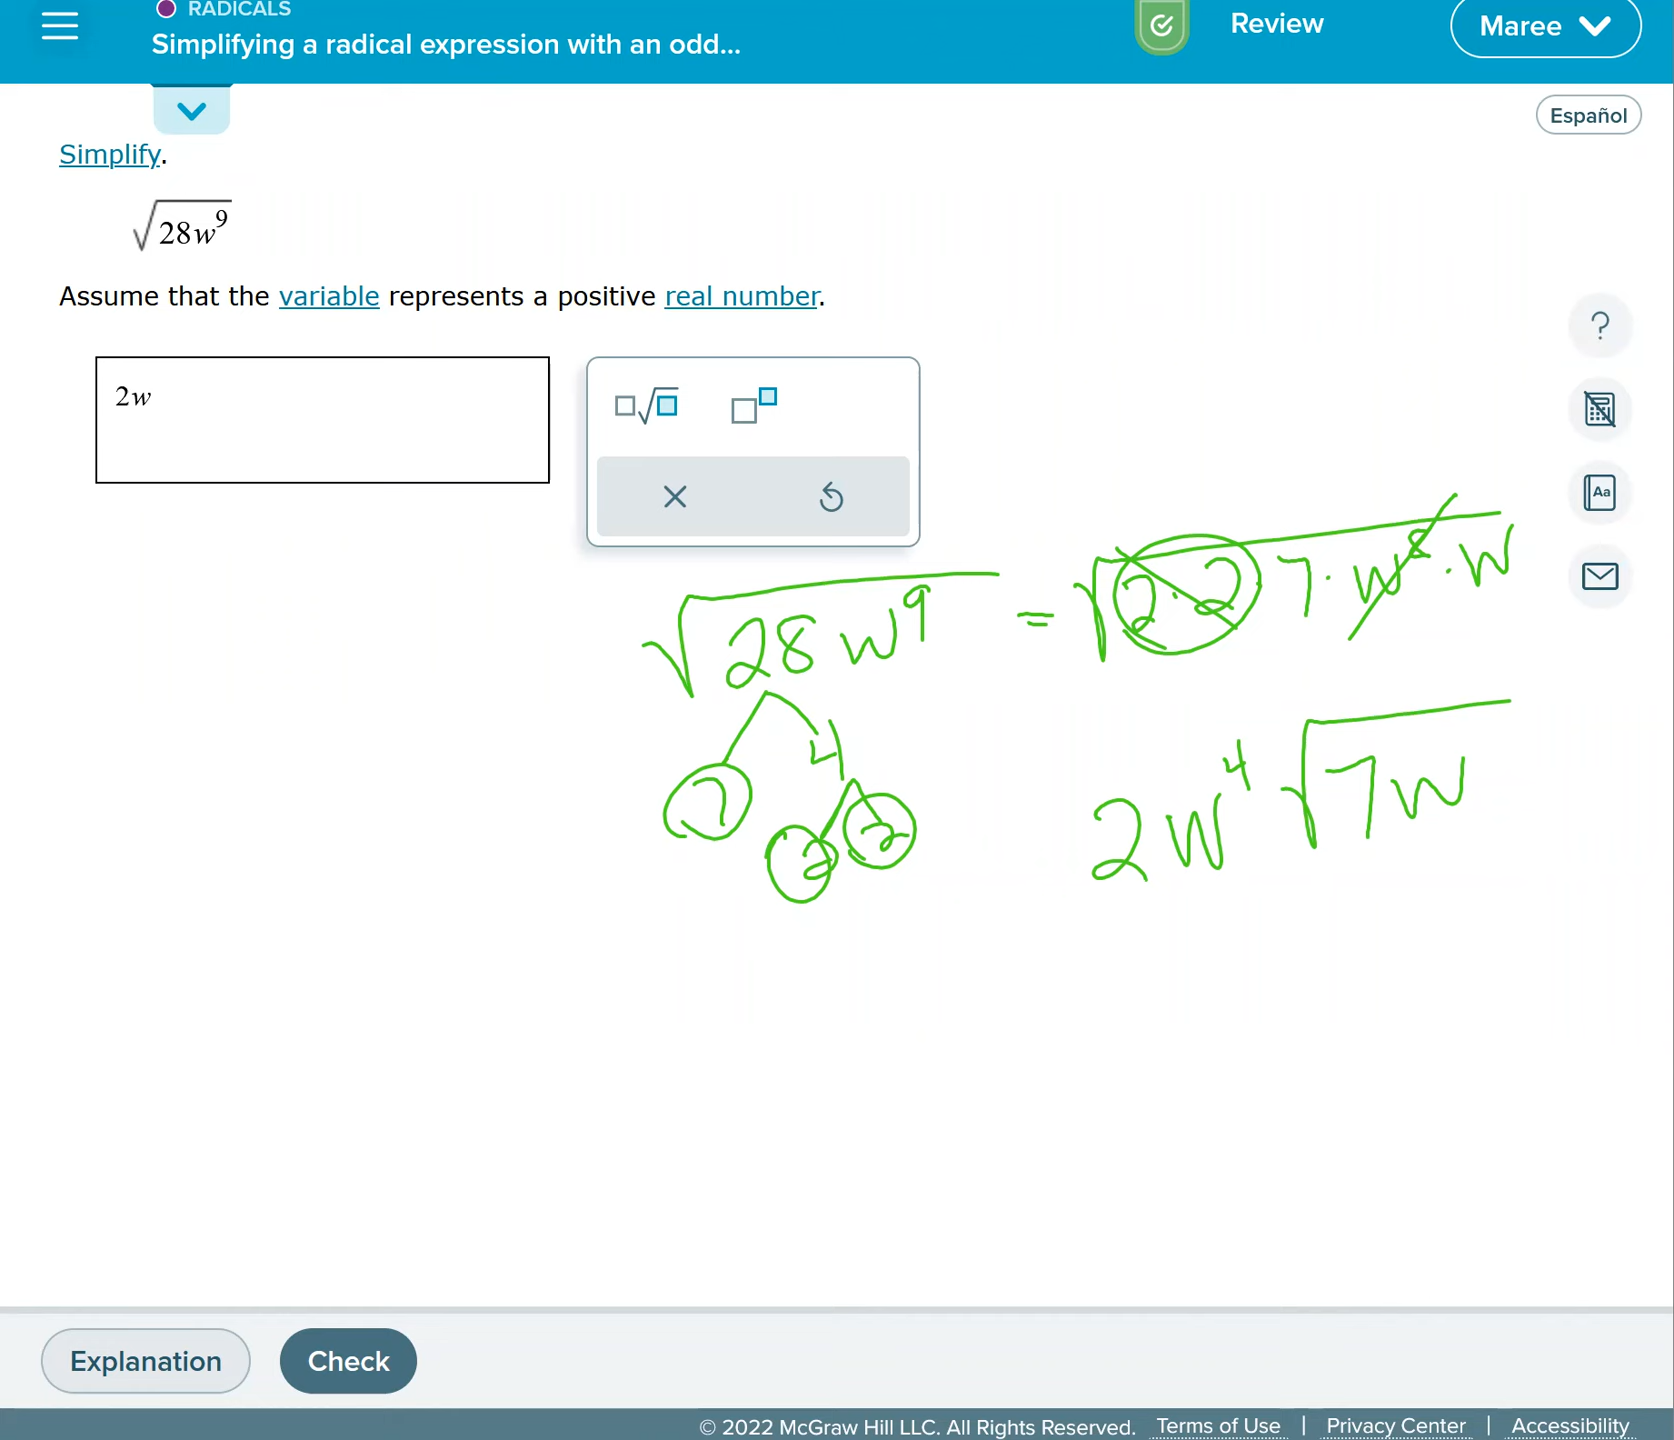 RADICALS
Simplifying a radical expression with an odd...
Review
Maree
Español
Simplify.
√28w⁹
Assume that the variable represents a positive real number.
2w
□√□ □□
Aa
√28w⁹ = √2·2 7·w⁸·w
7 4
2 2
2w⁴√7w
Explanation
Check
© 2022 McGraw Hill LLC. All Rights Reserved. Terms of Use | Privacy Center | Accessibility